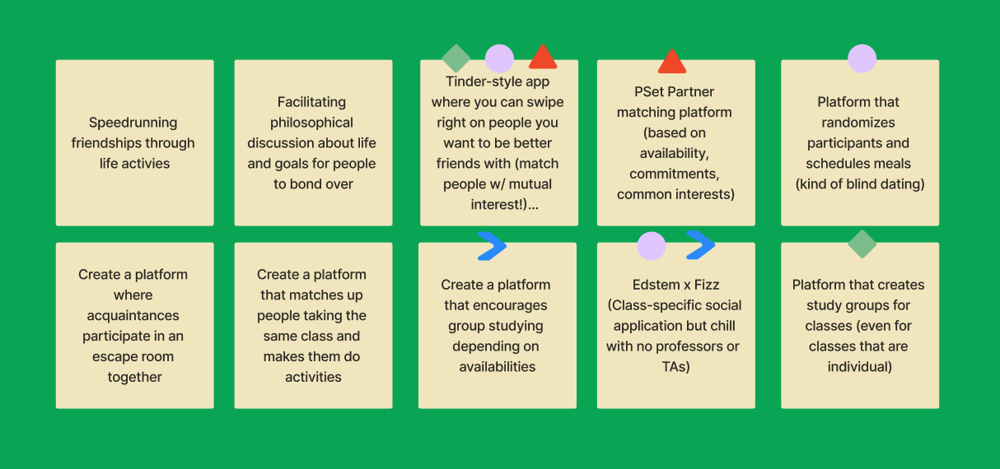 Speedrunning
friendships through
life activies
Facilitating
philosophical
discussion about life
and goals for people
to bond over
Tinder-style app
where you can swipe
right on people you
want to be better
friends with (match
people w/ mutual
interest!)...
PSet Partner
matching platform
(based on
availability,
commitments,
common interests)
Platform that
randomizes
participants and
schedules meals
(kind of blind dating)
Create a platform
where
acquaintances
participate in an
escape room
together
Create a platform
that matches up
people taking the
same class and
makes them do
activities
Create a platform
that encourages
group studying
depending on
availabilities
Edstem x Fizz
(Class-specific social
application but chill
with no professors or
TAs)
Platform that creates
study groups for
classes (even for
classes that are
individual)